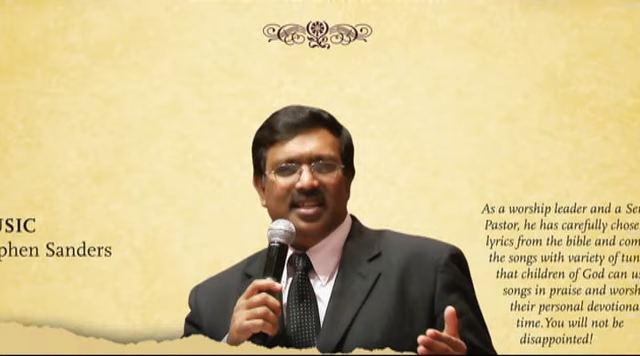 USIC
phen Sanders
As a worship leader and a Se
Pastor, he has carefully chose
lyrics from the bible and com
the songs with variety of tun
that children of God can u
songs in praise and worsh
their personal devotiona
time. You will not be
disappointed!